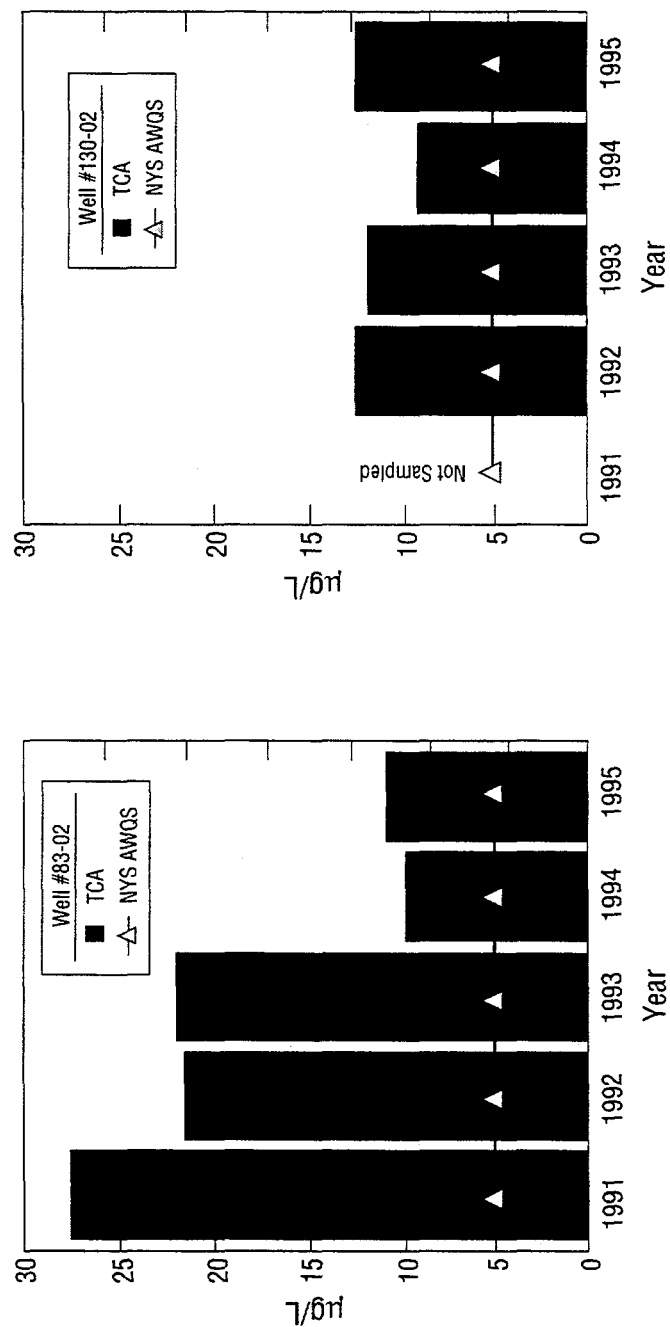 Well #83-02
TCA
NYS AWQS
30
25
20
15
10
5
0
µg/L
1991
1992
1993
1994
1995
Year
Well #130-02
TCA
NYS AWQS
30
25
20
15
10
5
0
µg/L
Not Sampled
1991
1992
1993
1994
1995
Year